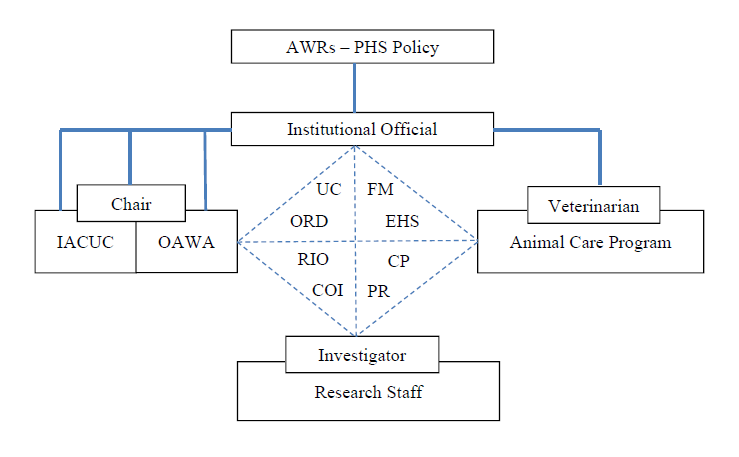 AWRs – PHS Policy
Institutional Official
UC FM
Chair
Veterinarian
ORD EHS
IACUC OAWA
Animal Care Program
RIO CP
COI PR
Investigator
Research Staff